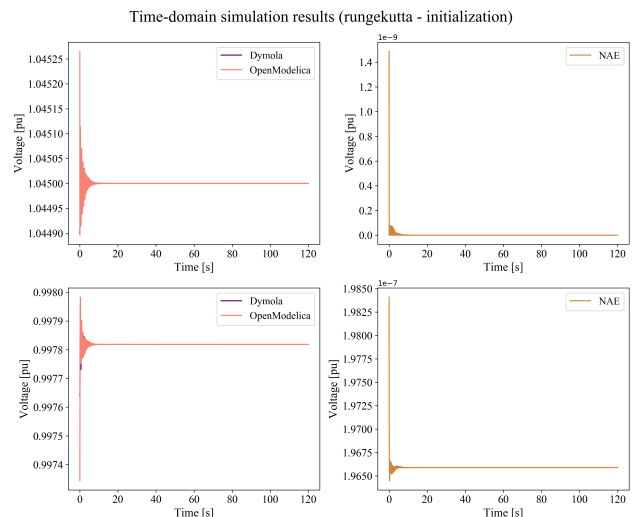 Time-domain simulation results (rungekutta - initialization)
Dymola
OpenModelica
1.04525
1.04520
1.04515
1.04510
1.04505
1.04500
1.04495
1.04490
Voltage [pu]
0 20 40 60 80 100 120
Time [s]
1e−9
NAE
1.4
1.2
1.0
0.8
0.6
0.4
0.2
0.0
Voltage [pu]
0 20 40 60 80 100 120
Time [s]
Dymola
OpenModelica
0.9980
0.9979
0.9978
0.9977
0.9976
0.9975
0.9974
Voltage [pu]
0 20 40 60 80 100 120
Time [s]
1e−7
NAE
1.9850
1.9825
1.9800
1.9775
1.9750
1.9725
1.9700
1.9675
1.9650
Voltage [pu]
0 20 40 60 80 100 120
Time [s]